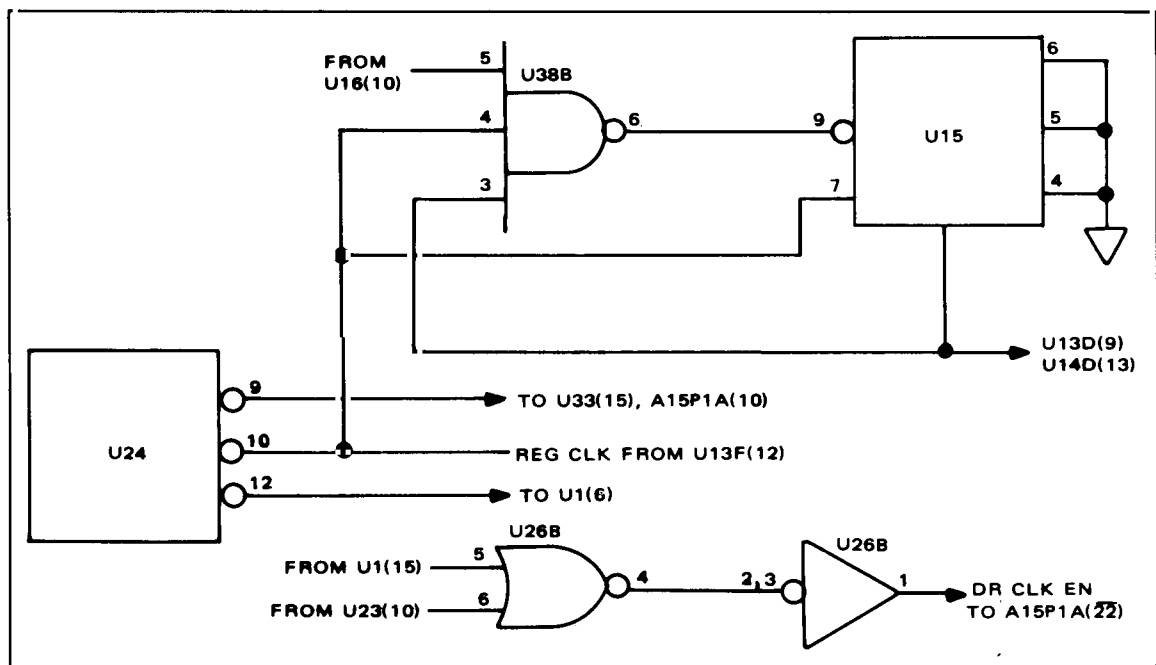 FROM
U16(10)
5
U38B
4
3
6
9
7
U15
6
5
4
U13D(9)
U14D(13)
U24
9
TO U33(15), A15P1A(10)
10
REG CLK FROM U13F(12)
12
TO U1(6)
U26B
FROM U1(15)
5
FROM U23(10)
6
4
U26B
2, 3
1
DR CLK EN
TO A15P1A(2̅2̅)